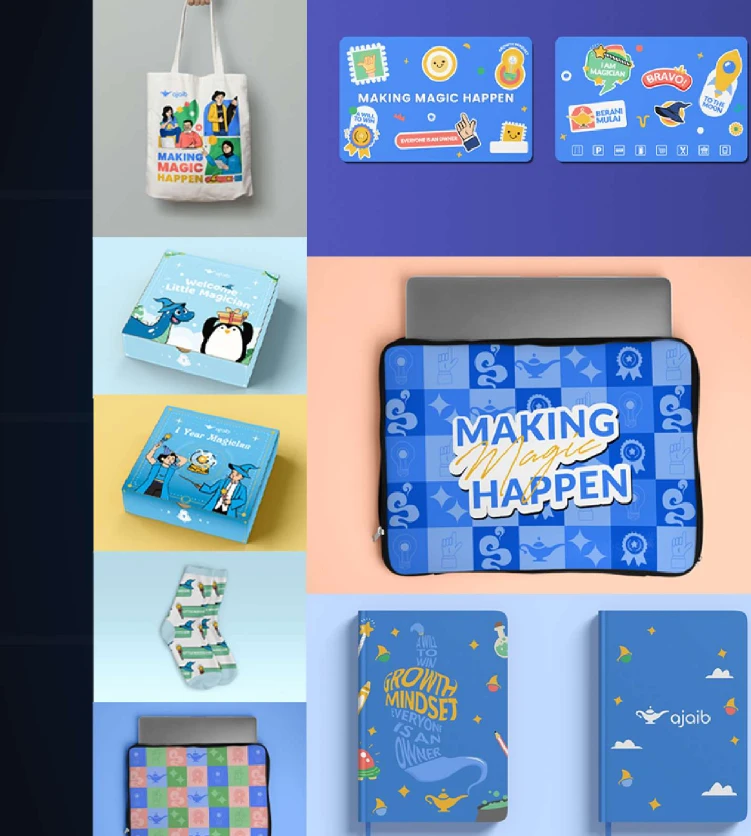 ajaib
MAKING
MAGIC
HAPPEN
A WILL
TO WIN
MAKING MAGIC HAPPEN
EVERYONE IS AN OWNER
I AM
MAGICIAN
BRAVO!
BERANI
MULAI
TO THE
MOON
ajaib
Welcome
Little Magician
ajaib
1 Year Magician
MAKING
Magic
HAPPEN
A WILL
TO
WIN
GROWTH
MINDSET
EVERYONE
IS AN
OWNER
ajaib